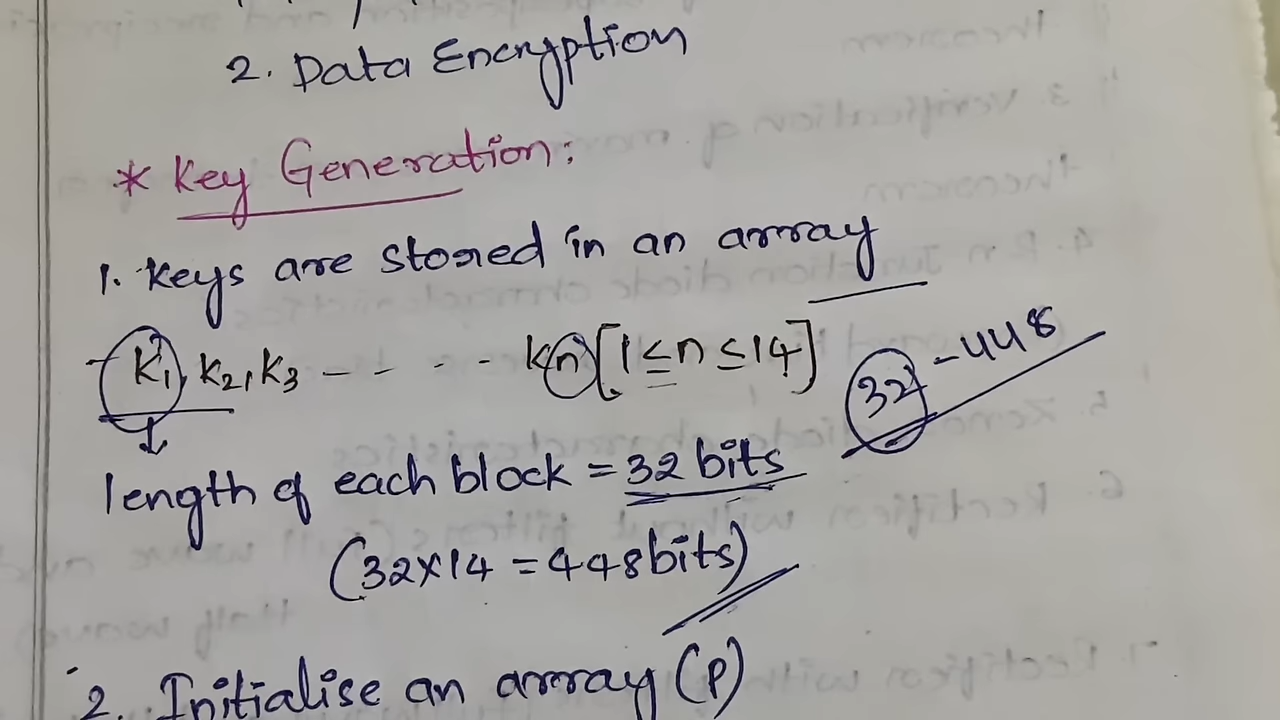 2. Data Encryption
* Key Generation:
1. Keys are stored in an array
K1, K2, K3 -- - - - - Kn [1 ≤ n ≤ 14] 32 - 448
length of each block = 32 bits
(32×14 = 448 bits)
2. Initialise an array (P)